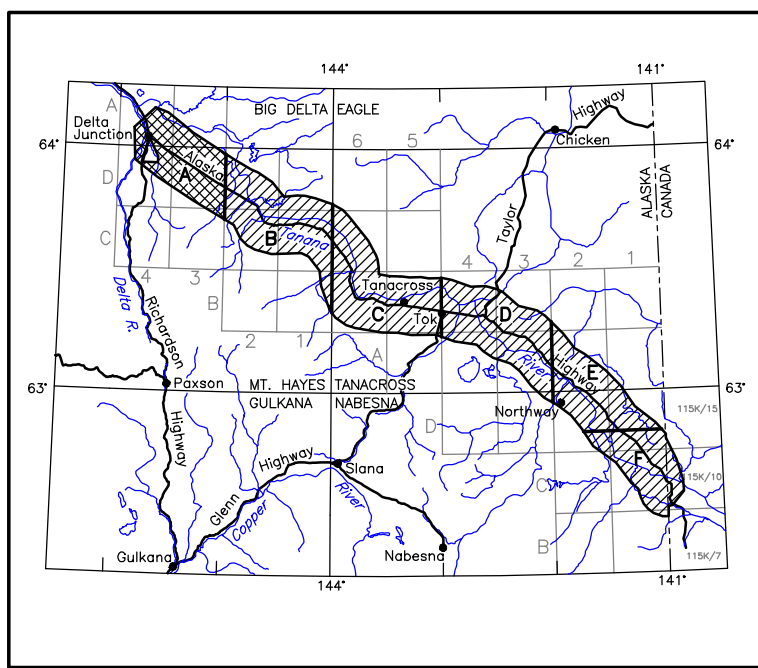 144°
141°
A
BIG DELTA
EAGLE
Highway
Delta
Junction
Chicken
64°
64°
6
5
Alaska
A
D
ALASKA
CANADA
Taylor
B
Tanana
C
4
3
Tanacross
4
3
2
1
Delta R.
B
C
Tok
D
Richardson
2
1
A
River
Highway
E
63°
Paxson
MT. HAYES
TANACROSS
63°
GULKANA
NABESNA
Northway
115K/15
Highway
D
Highway
Slana
F
115K/10
Glenn
Copper
River
C
Gulkana
Nabesna
B
115K/7
144°
141°